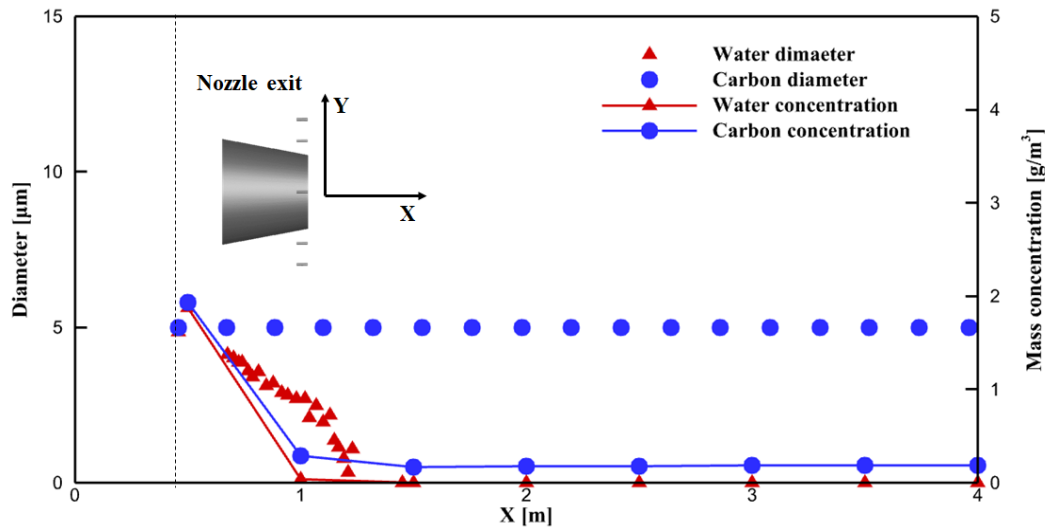 15
10
5
0
Diameter [μm]
0
1
2
3
4
X [m]
5
4
3
2
1
0
Mass concentration [g/m³]
Nozzle exit
Y
X
Water dimaeter
Carbon diameter
Water concentration
Carbon concentration